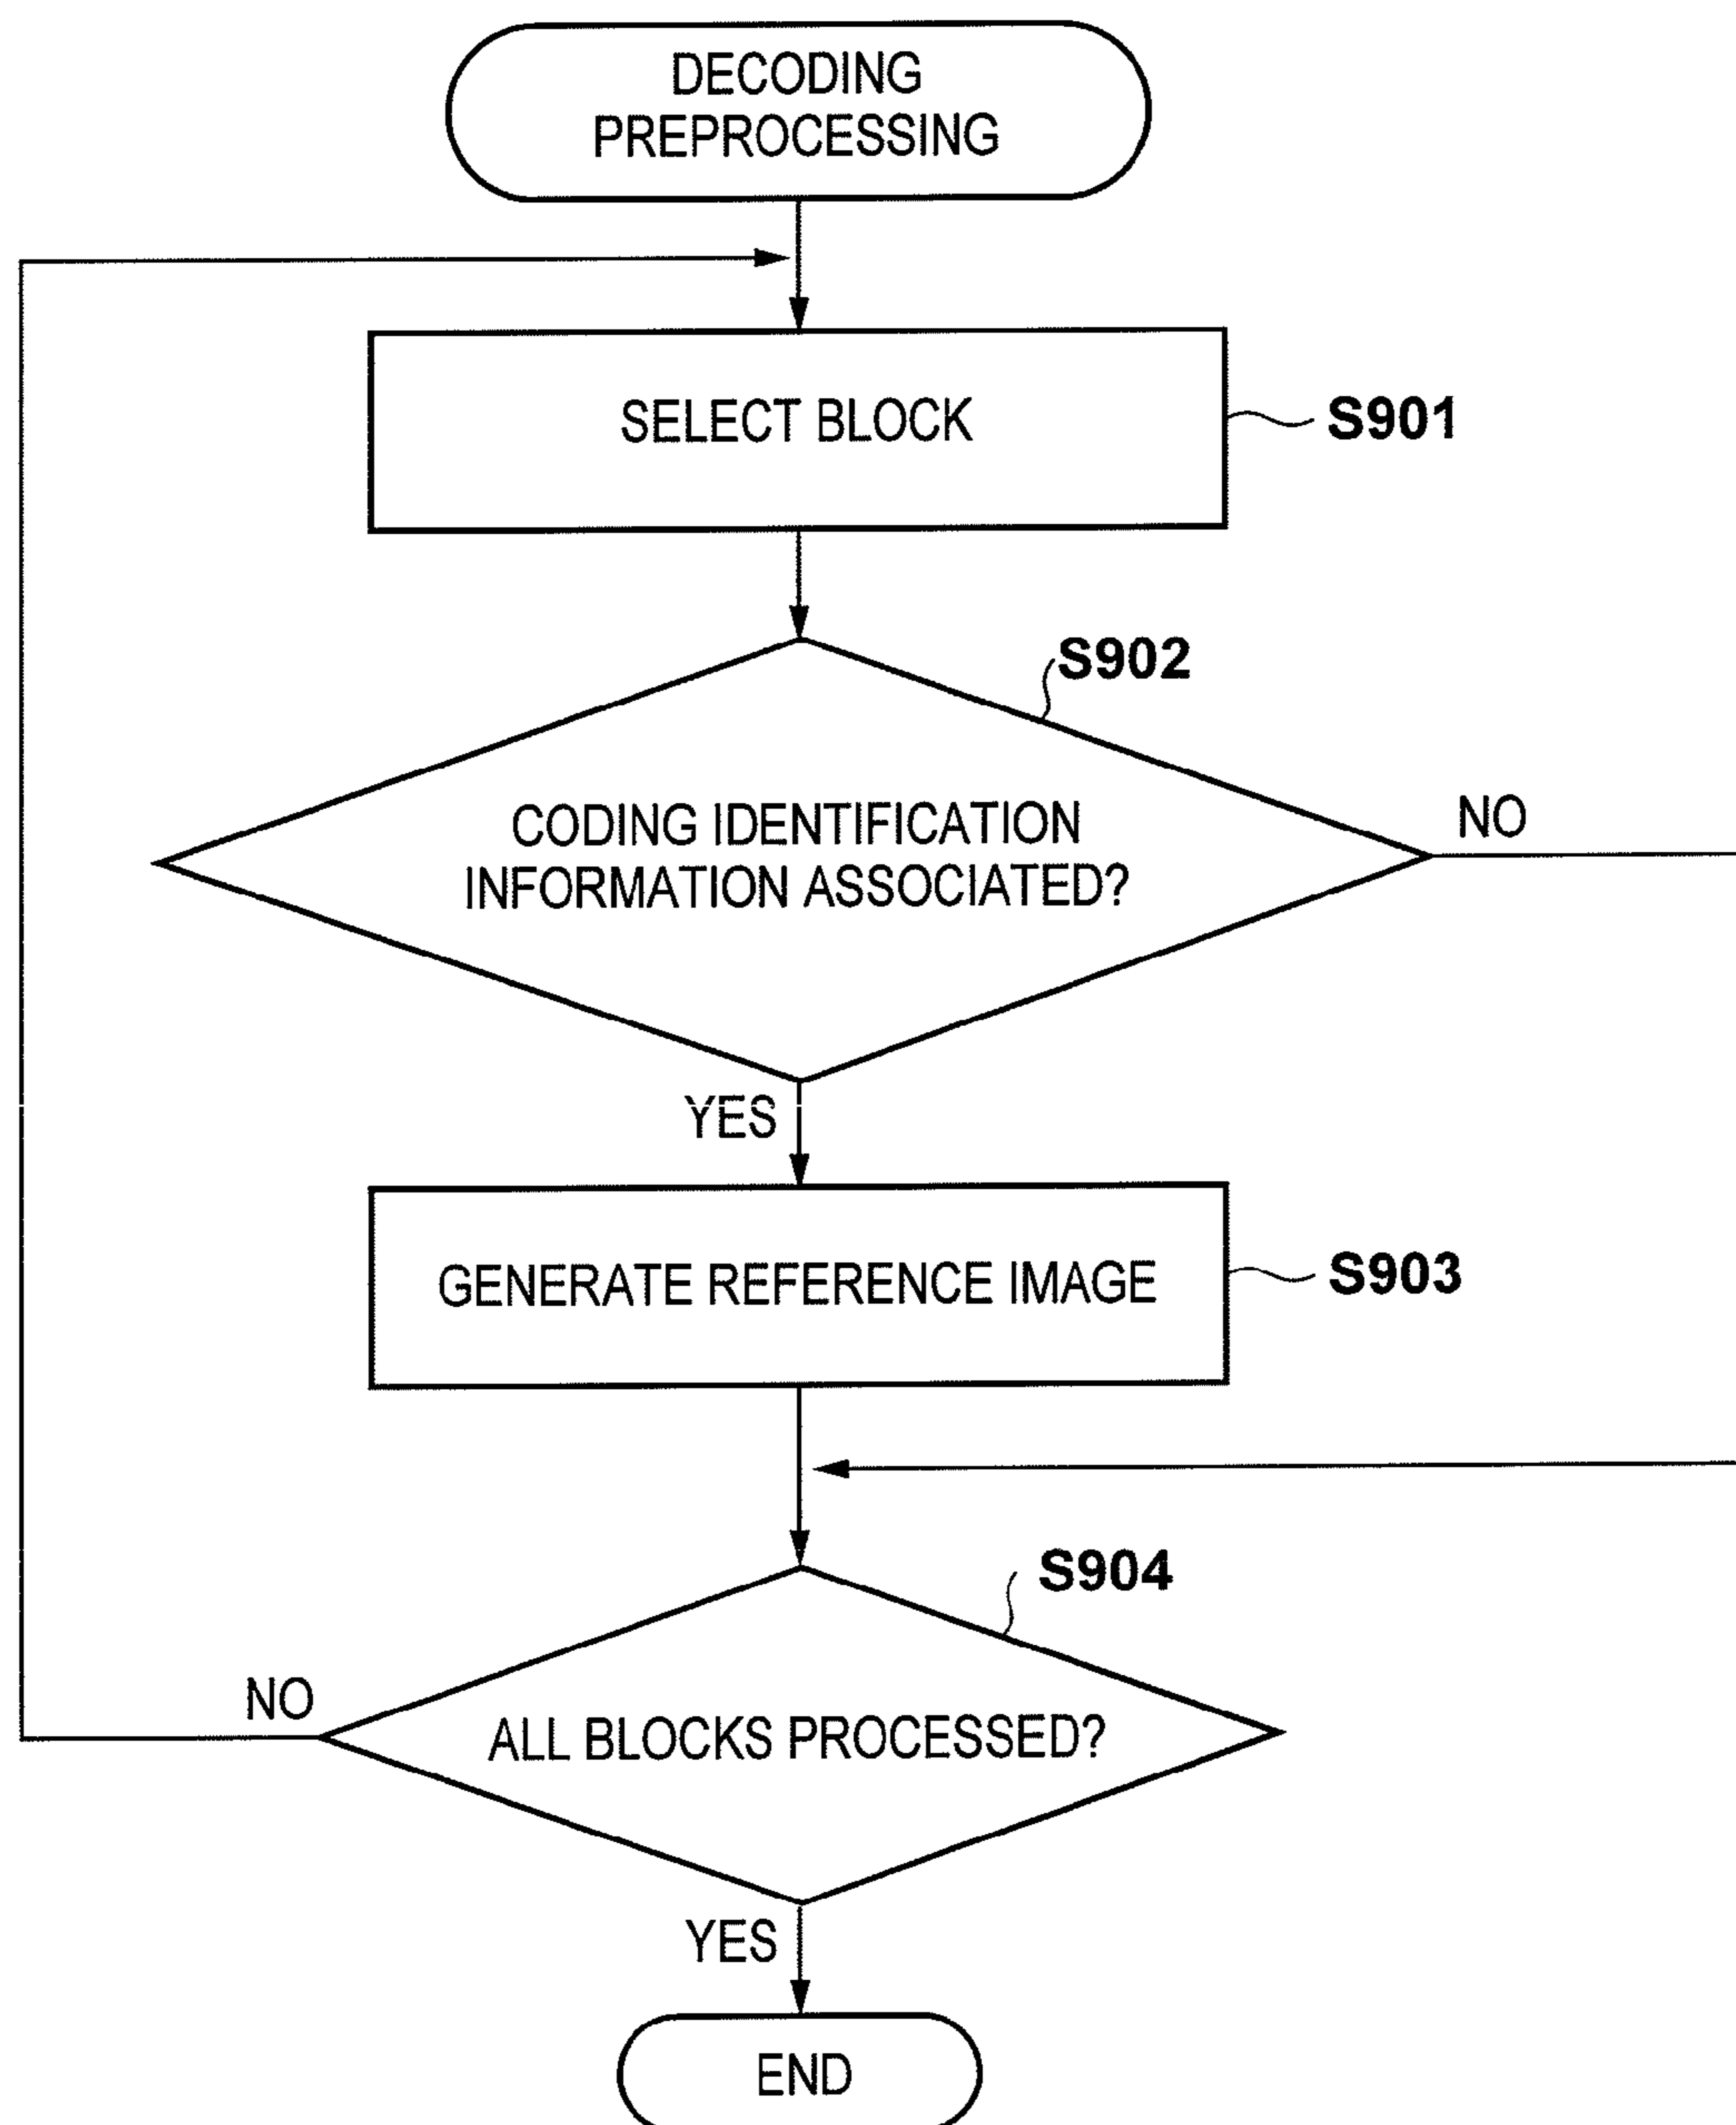 DECODING
PREPROCESSING
SELECT BLOCK
S901
S902
CODING IDENTIFICATION
INFORMATION ASSOCIATED?
NO
YES
GENERATE REFERENCE IMAGE
S903
S904
NO
ALL BLOCKS PROCESSED?
YES
END